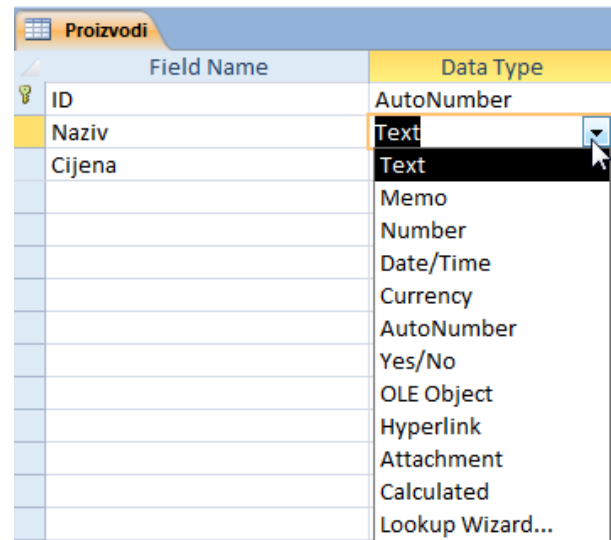 Proizvodi
Field Name Data Type
ID AutoNumber
Naziv Text
Cijena Text
Memo
Number
Date/Time
Currency
AutoNumber
Yes/No
OLE Object
Hyperlink
Attachment
Calculated
Lookup Wizard...